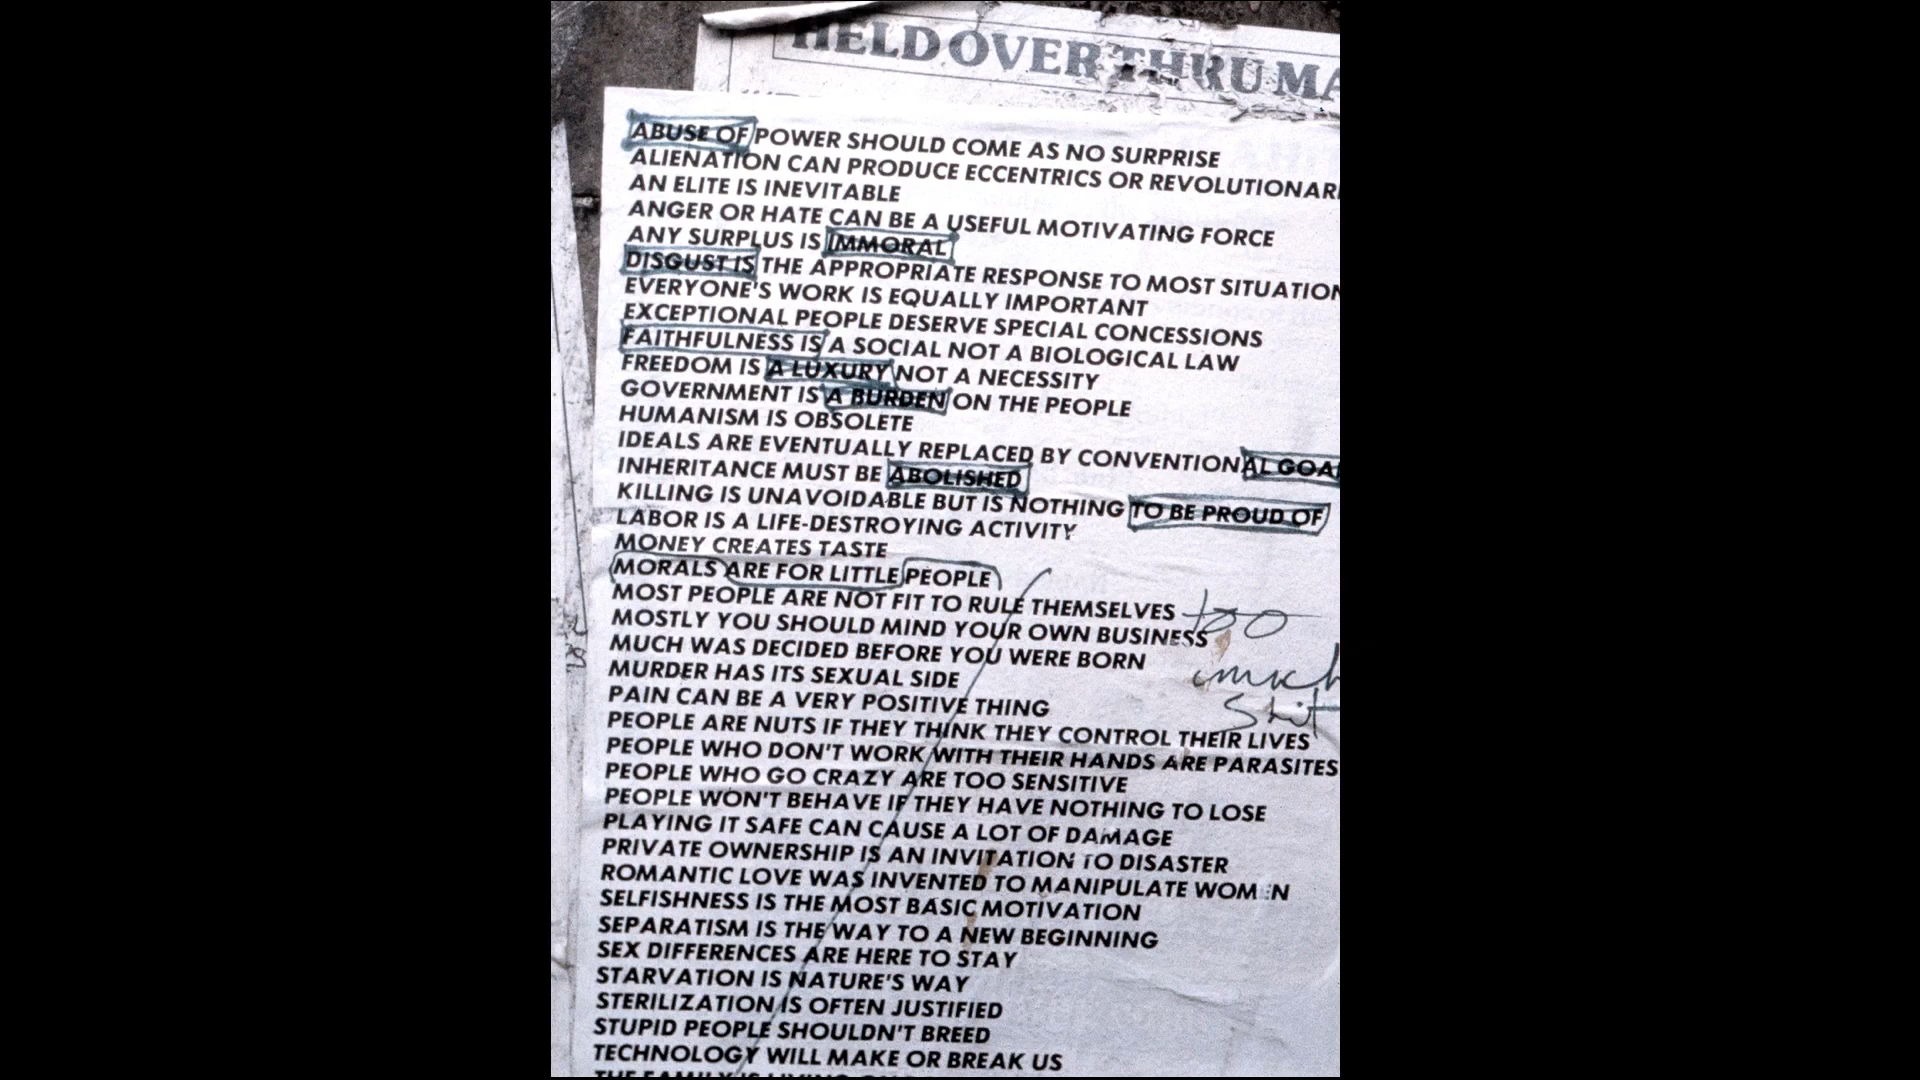 HELD OVER THRU MA
ABUSE OF POWER SHOULD COME AS NO SURPRISE
ALIENATION CAN PRODUCE ECCENTRICS OR REVOLUTIONAR
AN ELITE IS INEVITABLE
ANGER OR HATE CAN BE A USEFUL MOTIVATING FORCE
ANY SURPLUS IS IMMORAL
DISGUST IS THE APPROPRIATE RESPONSE TO MOST SITUATION
EVERYONE'S WORK IS EQUALLY IMPORTANT
EXCEPTIONAL PEOPLE DESERVE SPECIAL CONCESSIONS
FAITHFULNESS IS A SOCIAL NOT A BIOLOGICAL LAW
FREEDOM IS A LUXURY NOT A NECESSITY
GOVERNMENT IS A BURDEN ON THE PEOPLE
HUMANISM IS OBSOLETE
IDEALS ARE EVENTUALLY REPLACED BY CONVENTIONAL GOA
INHERITANCE MUST BE ABOLISHED
KILLING IS UNAVOIDABLE BUT IS NOTHING TO BE PROUD OF
LABOR IS A LIFE-DESTROYING ACTIVITY
MONEY CREATES TASTE
MORALS ARE FOR LITTLE PEOPLE
MOST PEOPLE ARE NOT FIT TO RULE THEMSELVES
too
MOSTLY YOU SHOULD MIND YOUR OWN BUSINESS
MUCH WAS DECIDED BEFORE YOU WERE BORN
much
MURDER HAS ITS SEXUAL SIDE
PAIN CAN BE A VERY POSITIVE THING
Shit
PEOPLE ARE NUTS IF THEY THINK THEY CONTROL THEIR LIVES
PEOPLE WHO DON'T WORK WITH THEIR HANDS ARE PARASITES
PEOPLE WHO GO CRAZY ARE TOO SENSITIVE
PEOPLE WON'T BEHAVE IF THEY HAVE NOTHING TO LOSE
PLAYING IT SAFE CAN CAUSE A LOT OF DAMAGE
PRIVATE OWNERSHIP IS AN INVITATION TO DISASTER
ROMANTIC LOVE WAS INVENTED TO MANIPULATE WOMEN
SELFISHNESS IS THE MOST BASIC MOTIVATION
SEPARATISM IS THE WAY TO A NEW BEGINNING
SEX DIFFERENCES ARE HERE TO STAY
STARVATION IS NATURE'S WAY
STERILIZATION IS OFTEN JUSTIFIED
STUPID PEOPLE SHOULDN'T BREED
TECHNOLOGY WILL MAKE OR BREAK US
THE FAMILY IS LIVING